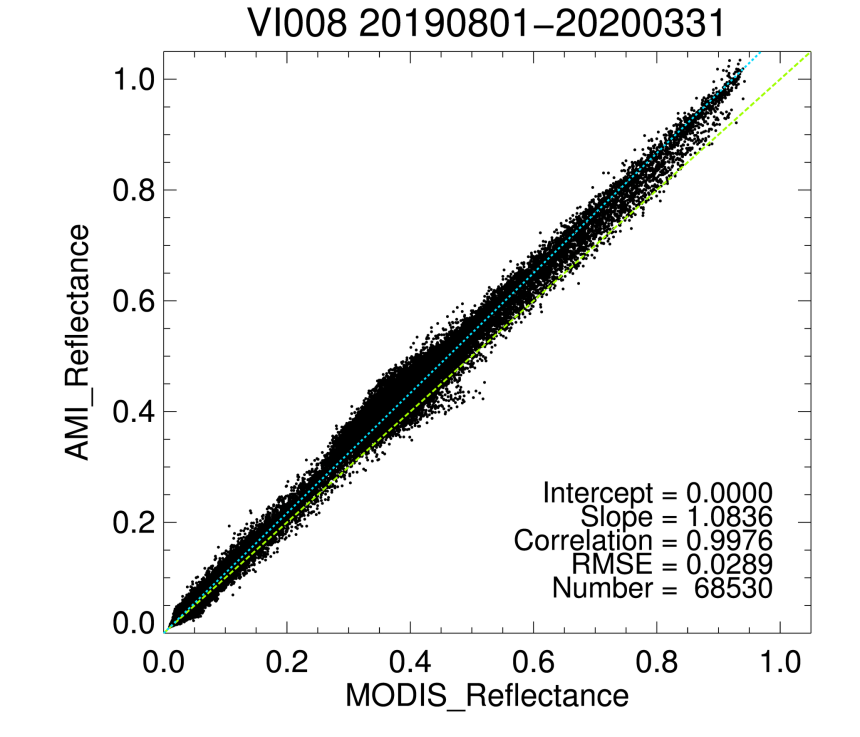 VI008 20190801−20200331
1.0
0.8
0.6
0.4
0.2
0.0
AMI_Reflectance
Intercept = 0.0000
Slope = 1.0836
Correlation = 0.9976
RMSE = 0.0289
Number = 68530
0.0 0.2 0.4 0.6 0.8 1.0
MODIS_Reflectance